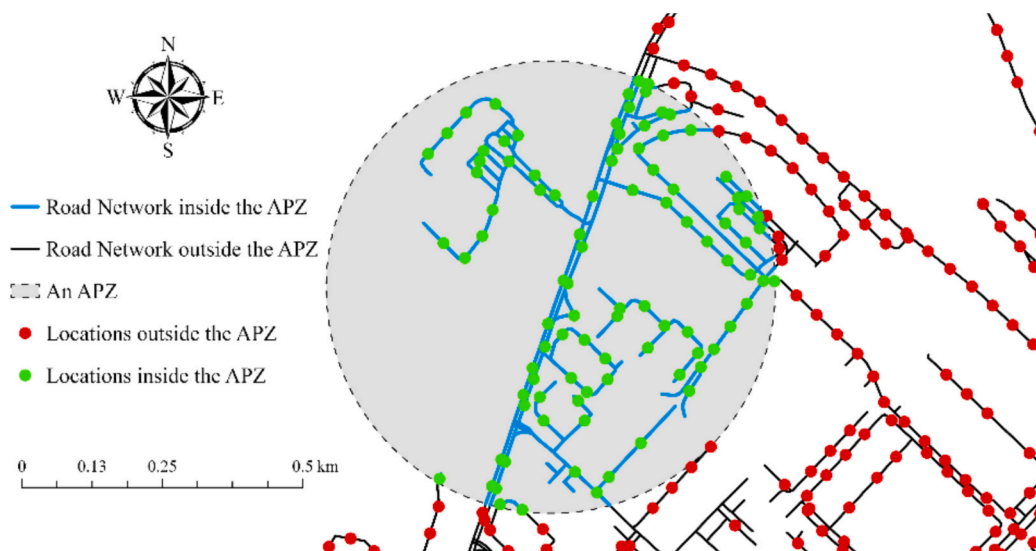 N
W E
S
Road Network inside the APZ
Road Network outside the APZ
An APZ
Locations outside the APZ
Locations inside the APZ
0 0.13 0.25 0.5 km